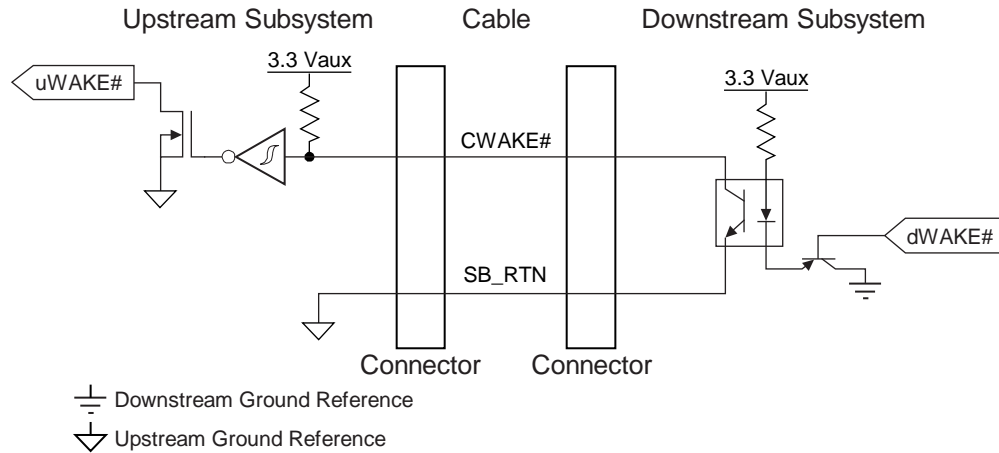 Upstream Subsystem
Cable
Downstream Subsystem
3.3 Vaux
3.3 Vaux
uWAKE#
CWAKE#
dWAKE#
SB_RTN
Connector
Connector
Downstream Ground Reference
Upstream Ground Reference